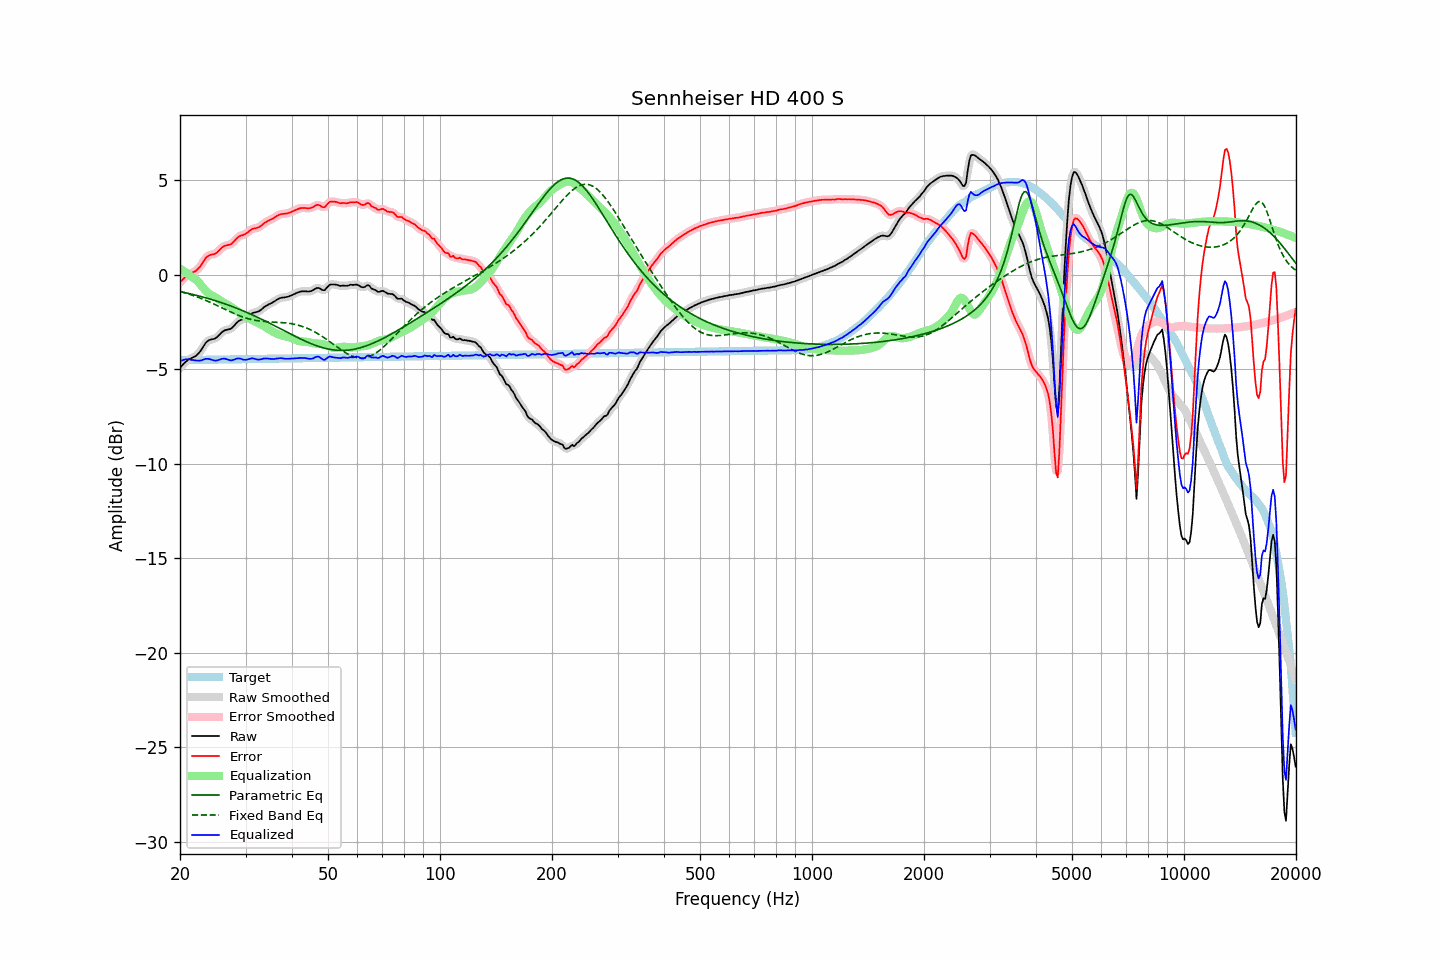 Sennheiser HD 400 S
Amplitude (dBr)
5
0
−5
−10
−15
−20
−25
−30
Target
Raw Smoothed
Error Smoothed
Raw
Error
Equalization
Parametric Eq
Fixed Band Eq
Equalized
20 50 100 200 500 1000 2000 5000 10000 20000
Frequency (Hz)